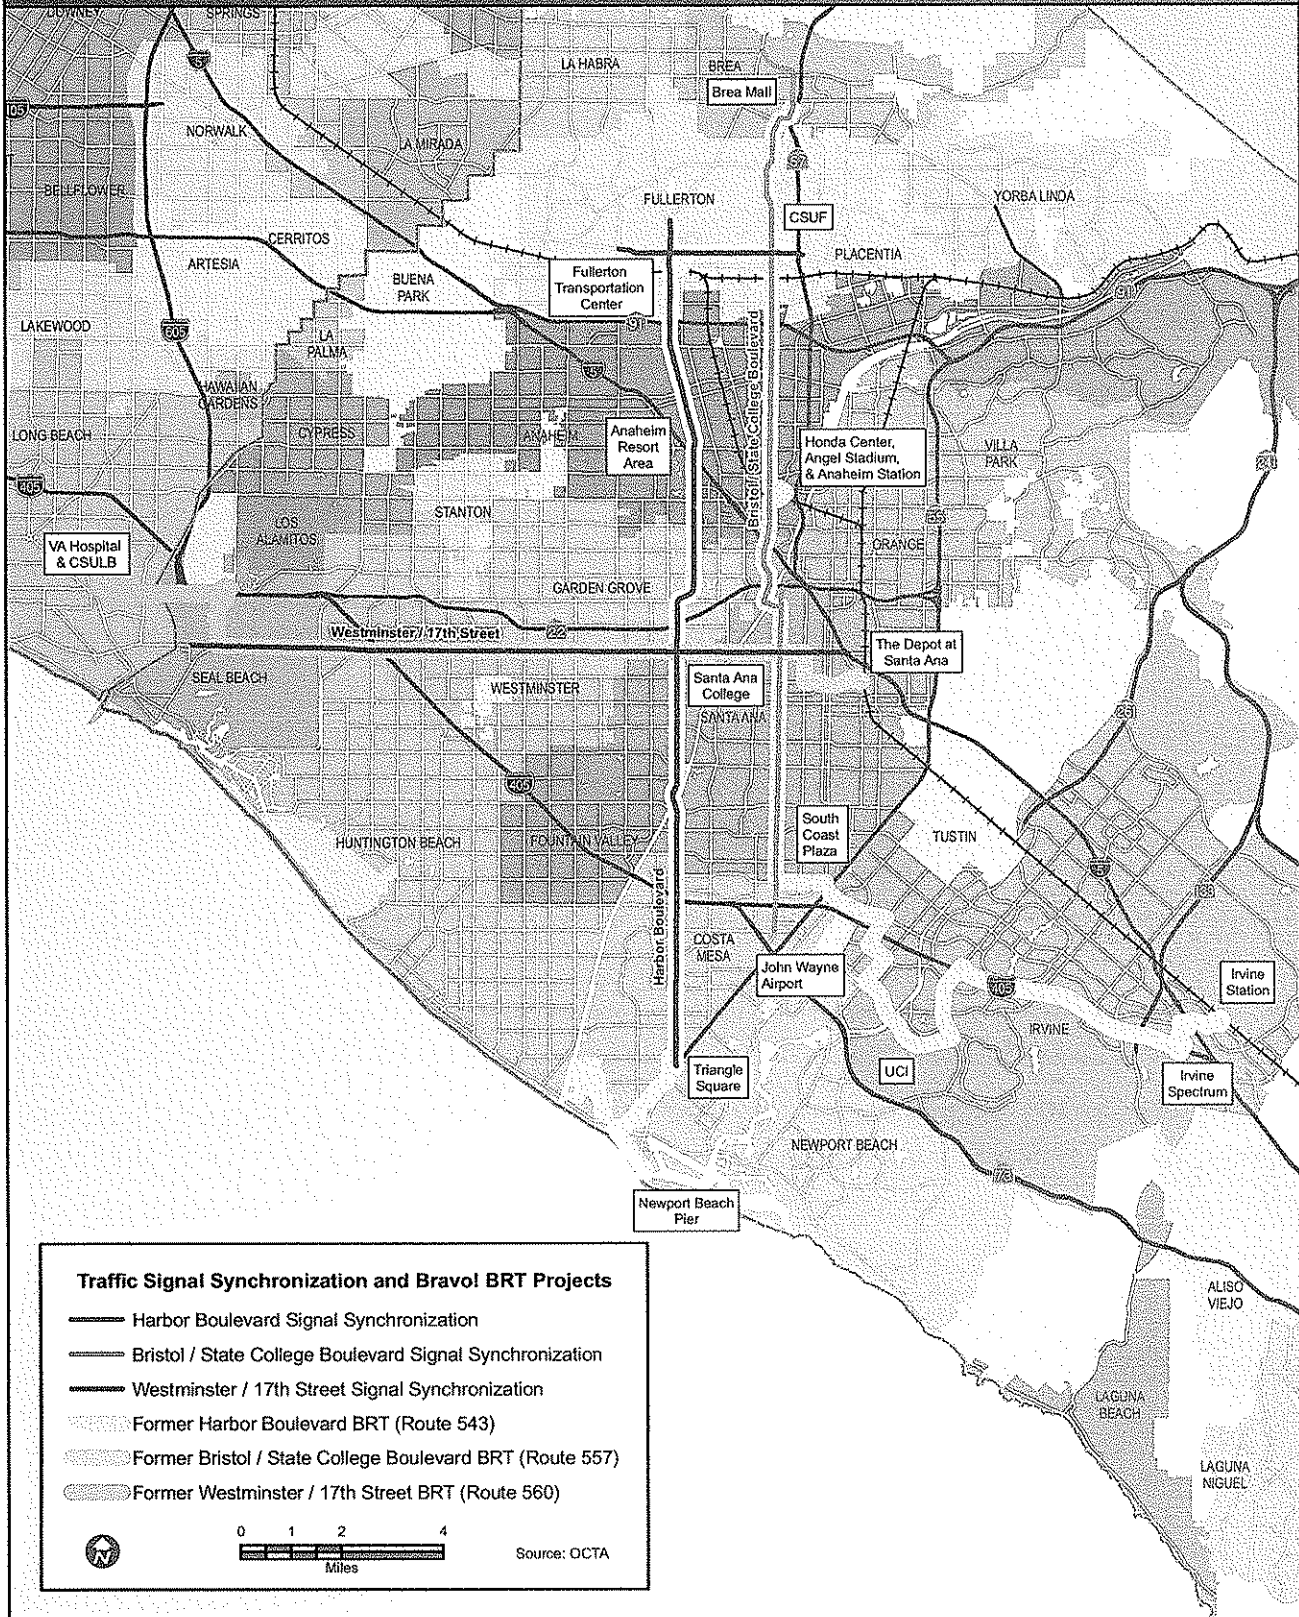 DOWNEY
SPRINGS
LA HABRA
BREA
Brea Mall
5
NORWALK
LA MIRADA
BELLFLOWER
57
FULLERTON
CSUF
YORBA LINDA
CERRITOS
ARTESIA
BUENA
PARK
PLACENTIA
Fullerton
Transportation
Center
91
91
LAKEWOOD
605
LA
PALMA
HAWAIIAN
GARDENS
5
Bristol / State College Boulevard
LONG BEACH
CYPRESS
ANAHEIM
Anaheim
Resort
Area
Honda Center,
Angel Stadium,
& Anaheim Station
VILLA
PARK
241
405
STANTON
55
LOS
ALAMITOS
ORANGE
VA Hospital
& CSULB
GARDEN GROVE
Westminster / 17th Street
22
The Depot at
Santa Ana
SEAL BEACH
WESTMINSTER
Santa Ana
College
SANTA ANA
261
405
HUNTINGTON BEACH
FOUNTAIN VALLEY
South
Coast
Plaza
TUSTIN
5
133
Harbor Boulevard
COSTA
MESA
John Wayne
Airport
405
Irvine
Station
IRVINE
Triangle
Square
UCI
Irvine
Spectrum
NEWPORT BEACH
73
Newport Beach
Pier
ALISO
VIEJO
LAGUNA
BEACH
LAGUNA
NIGUEL
Traffic Signal Synchronization and Bravo! BRT Projects
Harbor Boulevard Signal Synchronization
Bristol / State College Boulevard Signal Synchronization
Westminster / 17th Street Signal Synchronization
Former Harbor Boulevard BRT (Route 543)
Former Bristol / State College Boulevard BRT (Route 557)
Former Westminster / 17th Street BRT (Route 560)
N
0 1 2 4
Miles
Source: OCTA